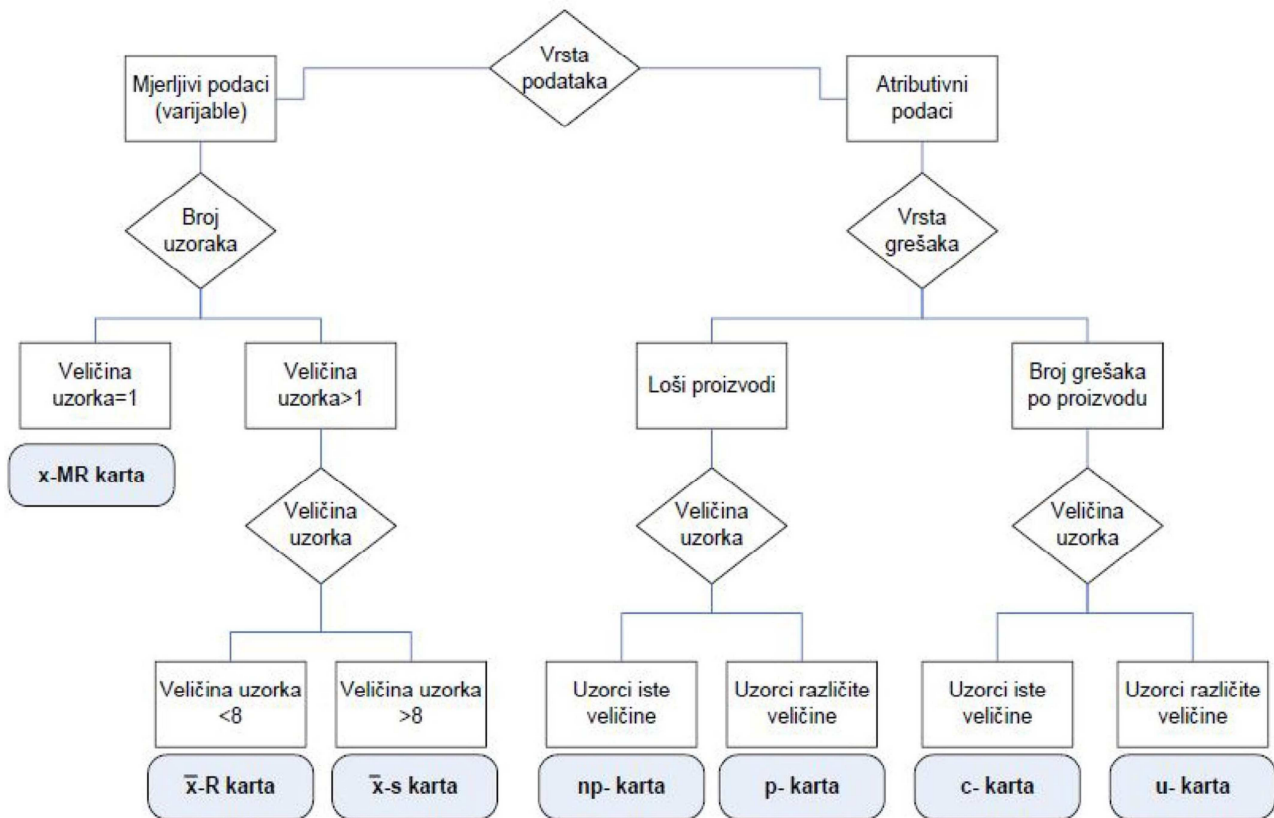 Vrsta
podataka
Mjerljivi podaci
(varijable)
Atributivni
podaci
Broj
uzoraka
Vrsta
grešaka
Veličina
uzorka=1
Veličina
uzorka>1
Loši proizvodi
Broj grešaka
po proizvodu
x-MR karta
Veličina
uzorka
Veličina
uzorka
Veličina
uzorka
Veličina uzorka
<8
Veličina uzorka
>8
Uzorci iste
veličine
Uzorci različite
veličine
Uzorci iste
veličine
Uzorci različite
veličine
x̅-R karta
x̅-s karta
np- karta
p- karta
c- karta
u- karta